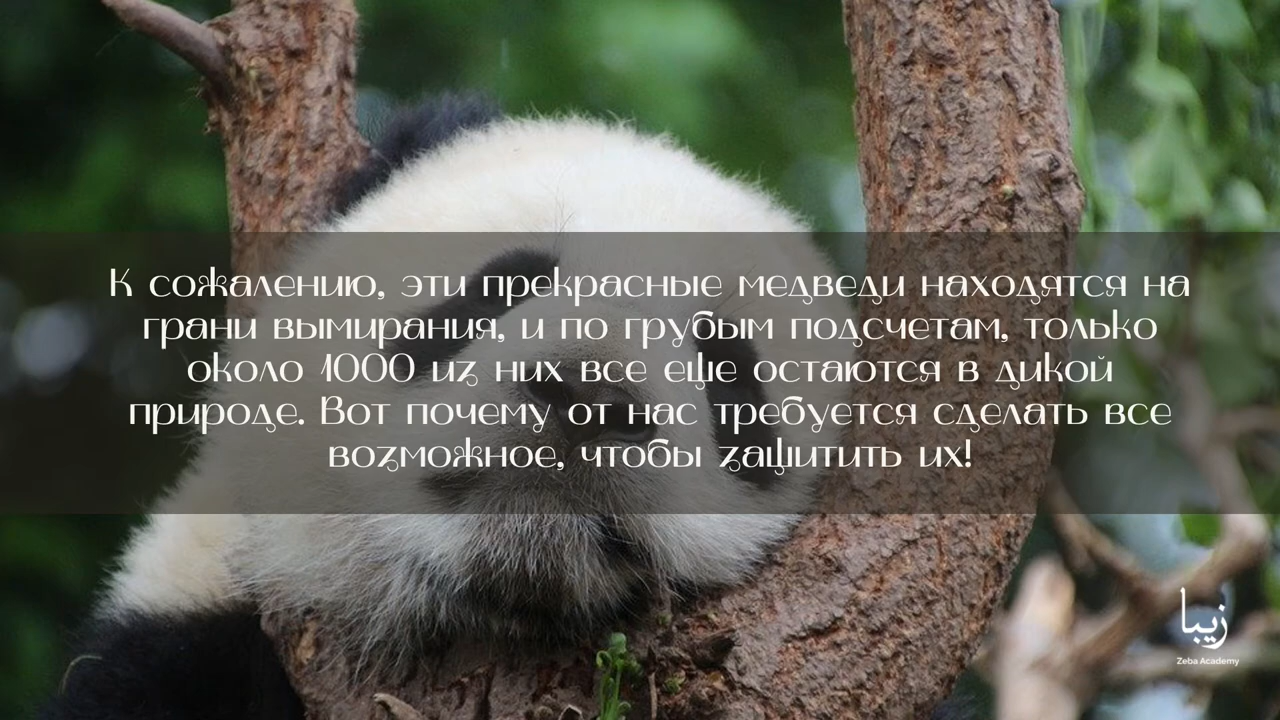 К сожалению, эти прекрасные медведи находятся на
грани вымирания, и по грубым подсчетам, только
около 1000 из них все еще остаются в дикой
природе. Вот почему от нас требуется сделать все
возможное, чтобы защитить их!
زيبا
Zeba Academy